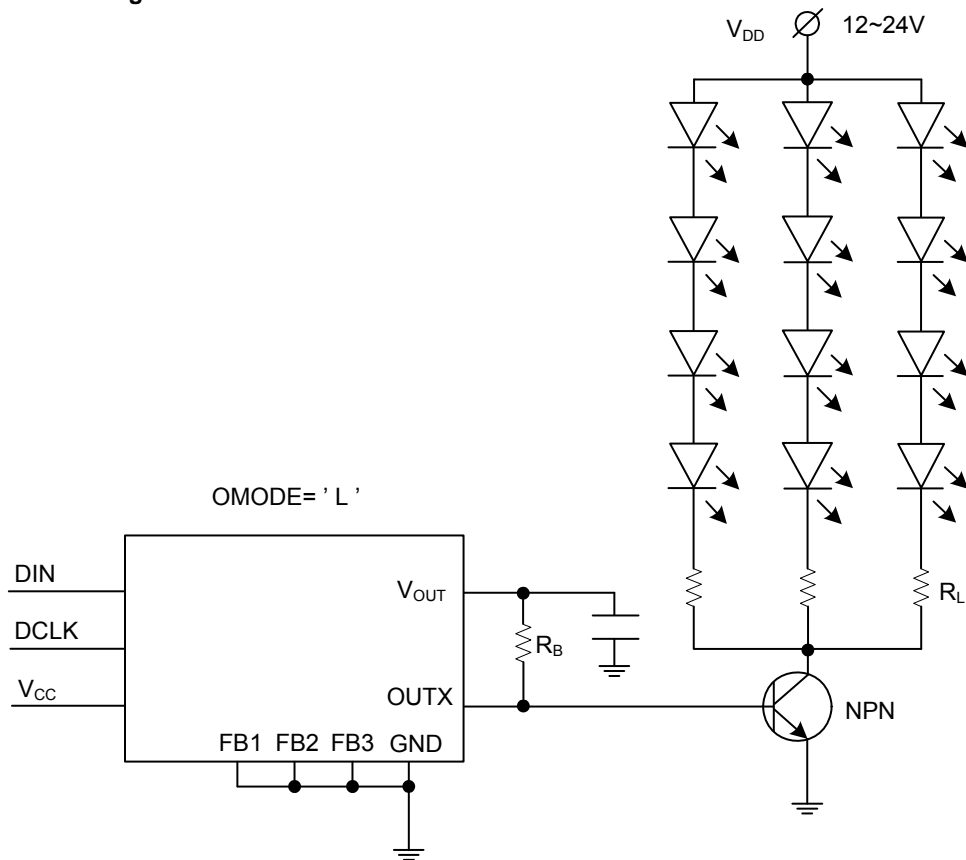 V_DD 12~24V
OMODE= ' L '
DIN
V_OUT
DCLK
R_B
R_L
V_CC
OUTX
NPN
FB1 FB2 FB3 GND